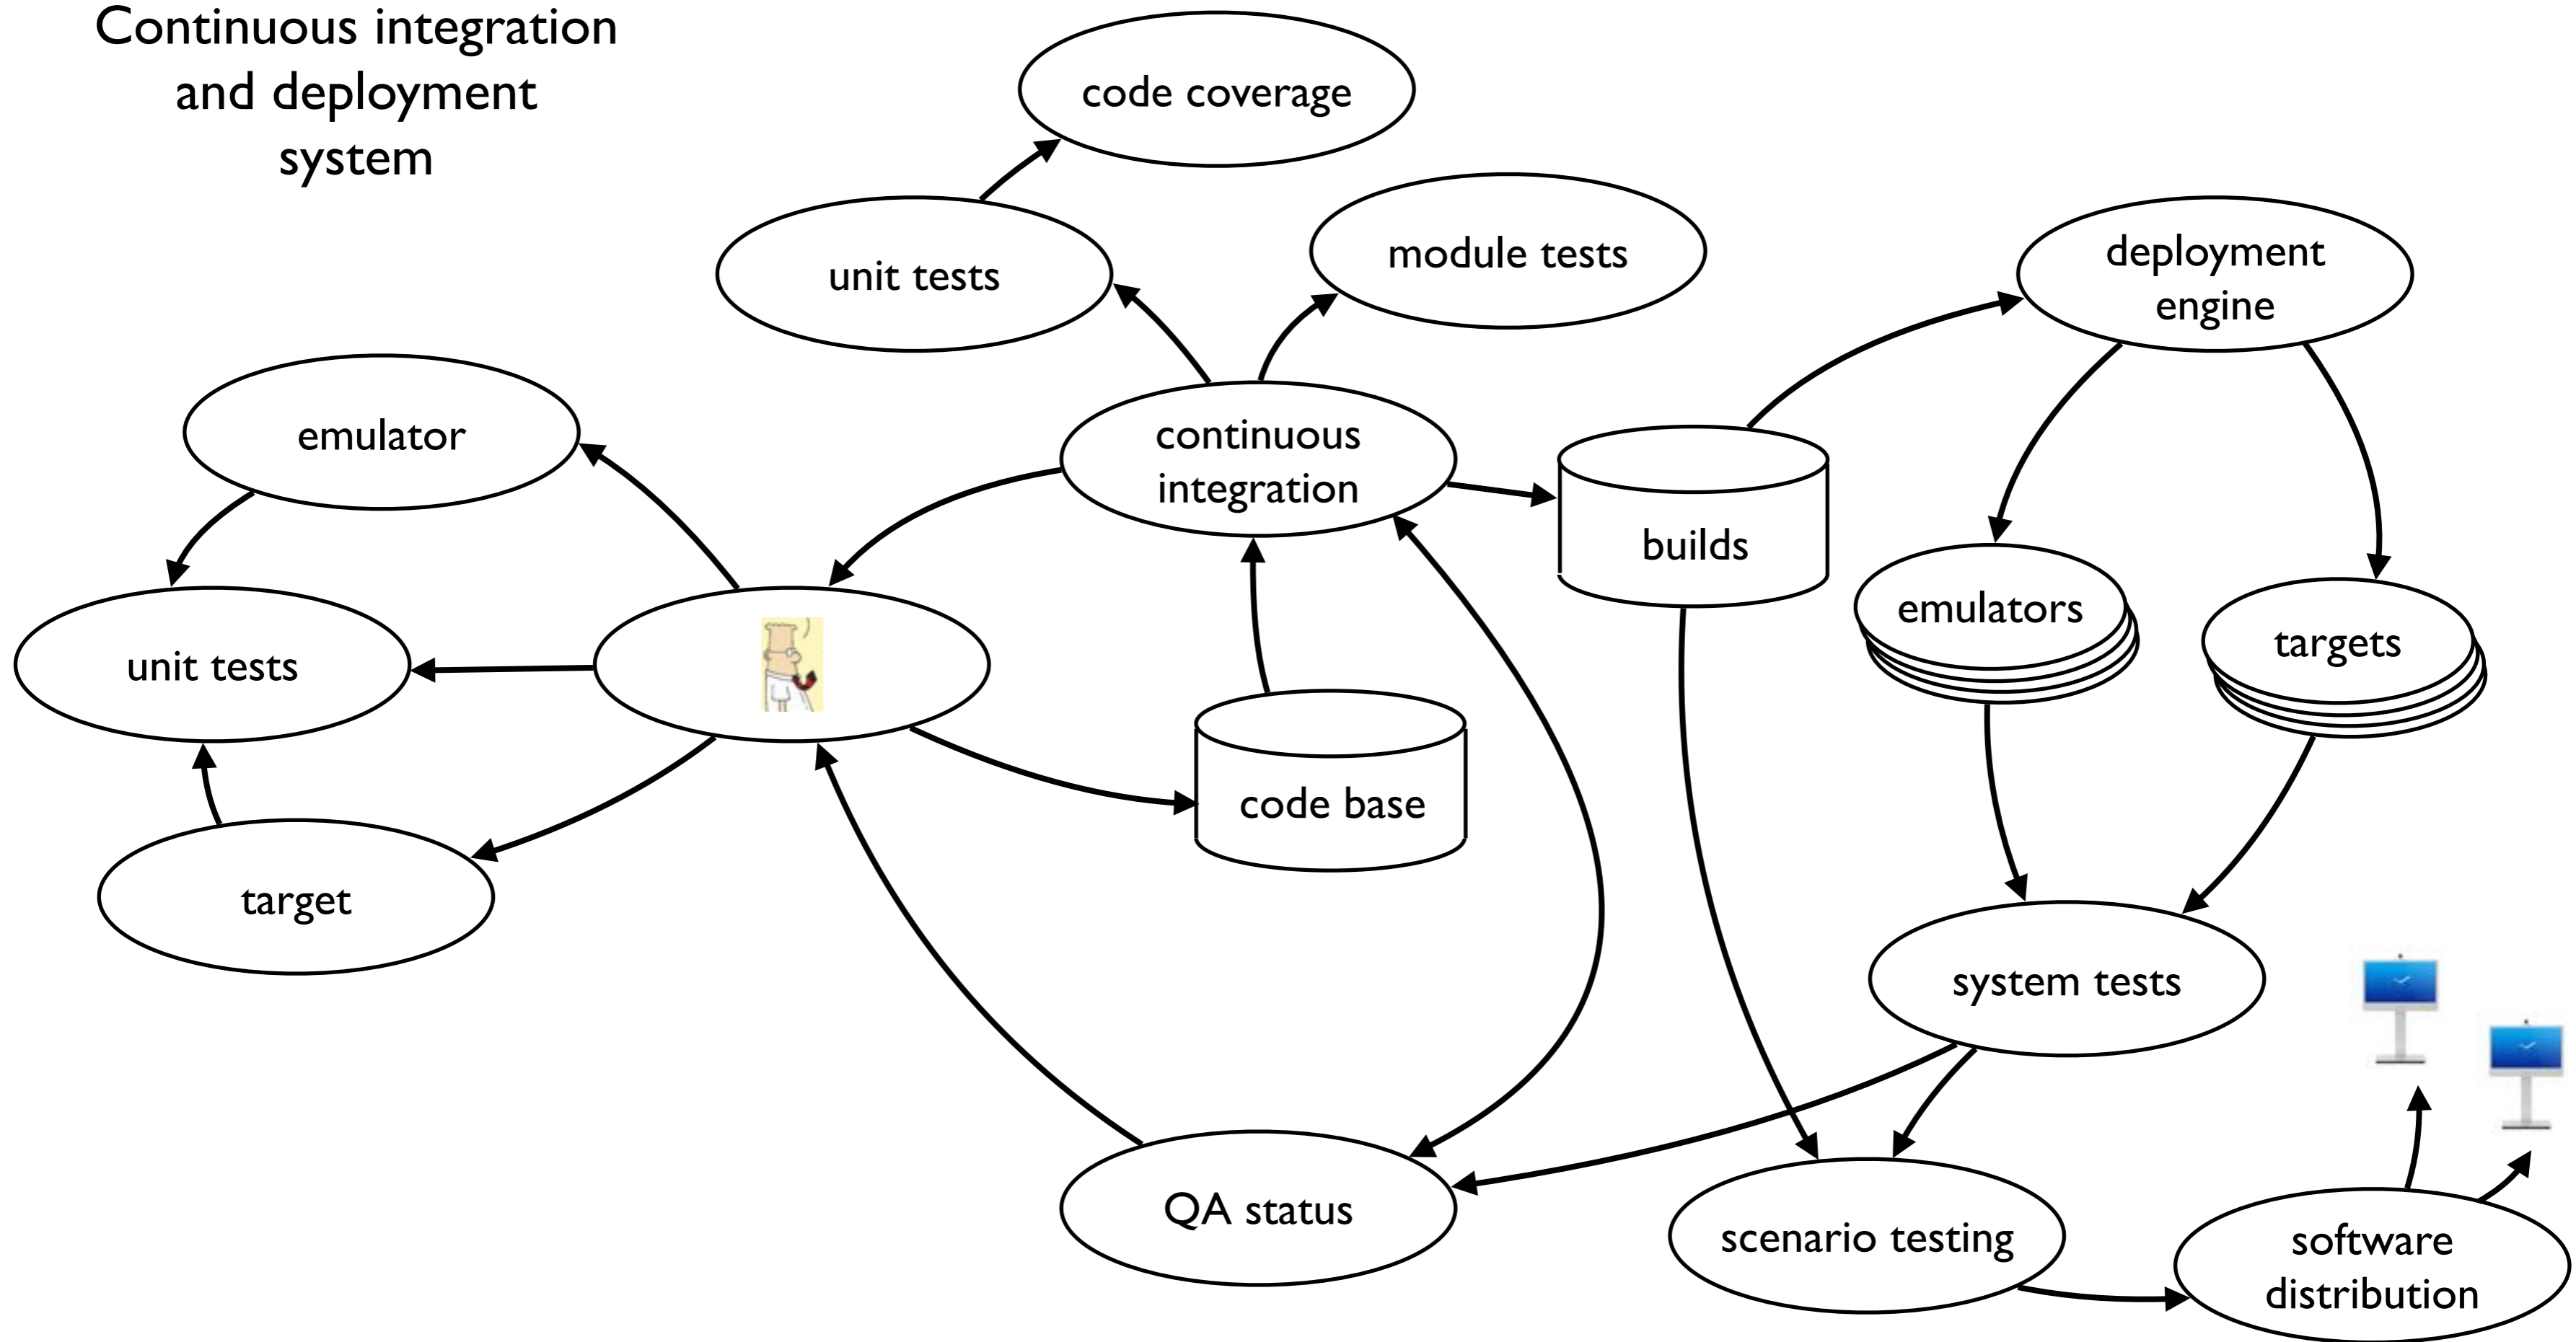 Continuous integration
and deployment
system
code coverage
module tests
unit tests
deployment
engine
emulator
continuous
integration
builds
emulators
targets
unit tests
code base
target
system tests
QA status
scenario testing
software
distribution